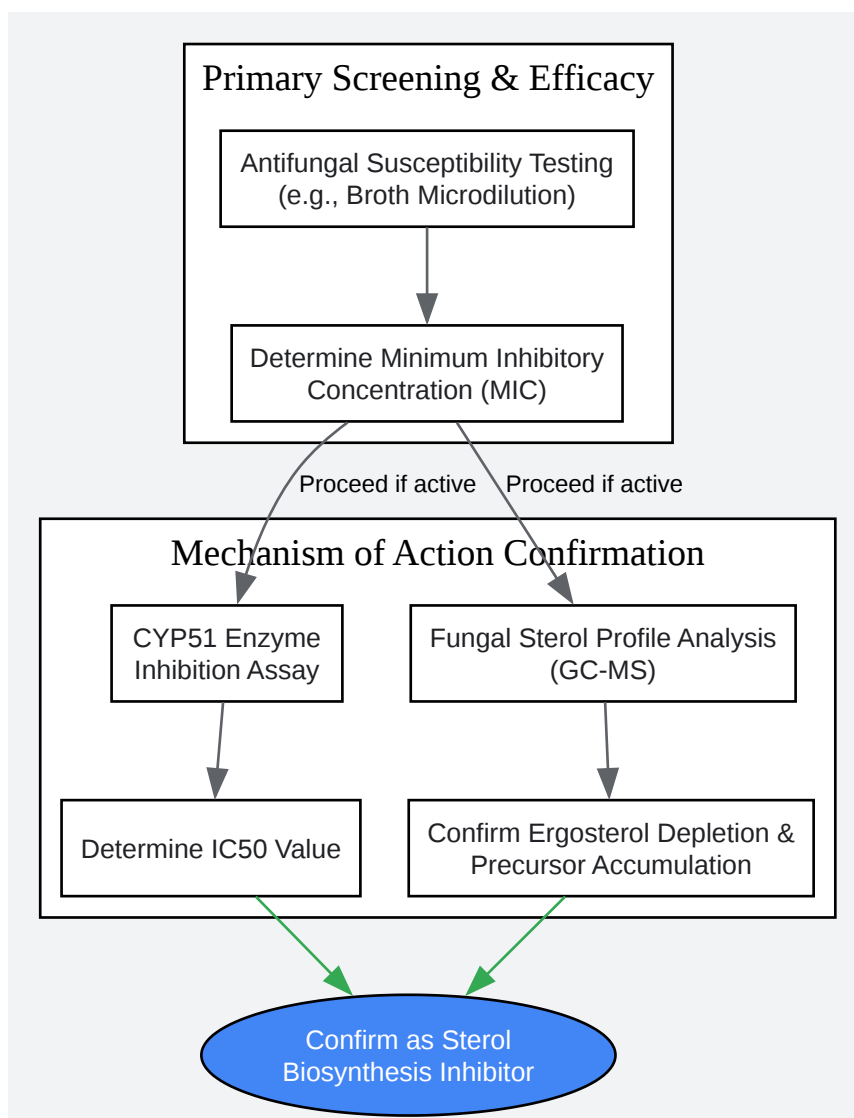 Primary Screening & Efficacy
Antifungal Susceptibility Testing
(e.g., Broth Microdilution)
Determine Minimum Inhibitory
Concentration (MIC)
Proceed if active
Proceed if active
Mechanism of Action Confirmation
CYP51 Enzyme
Inhibition Assay
Fungal Sterol Profile Analysis
(GC-MS)
Determine IC50 Value
Confirm Ergosterol Depletion &
Precursor Accumulation
Confirm as Sterol
Biosynthesis Inhibitor